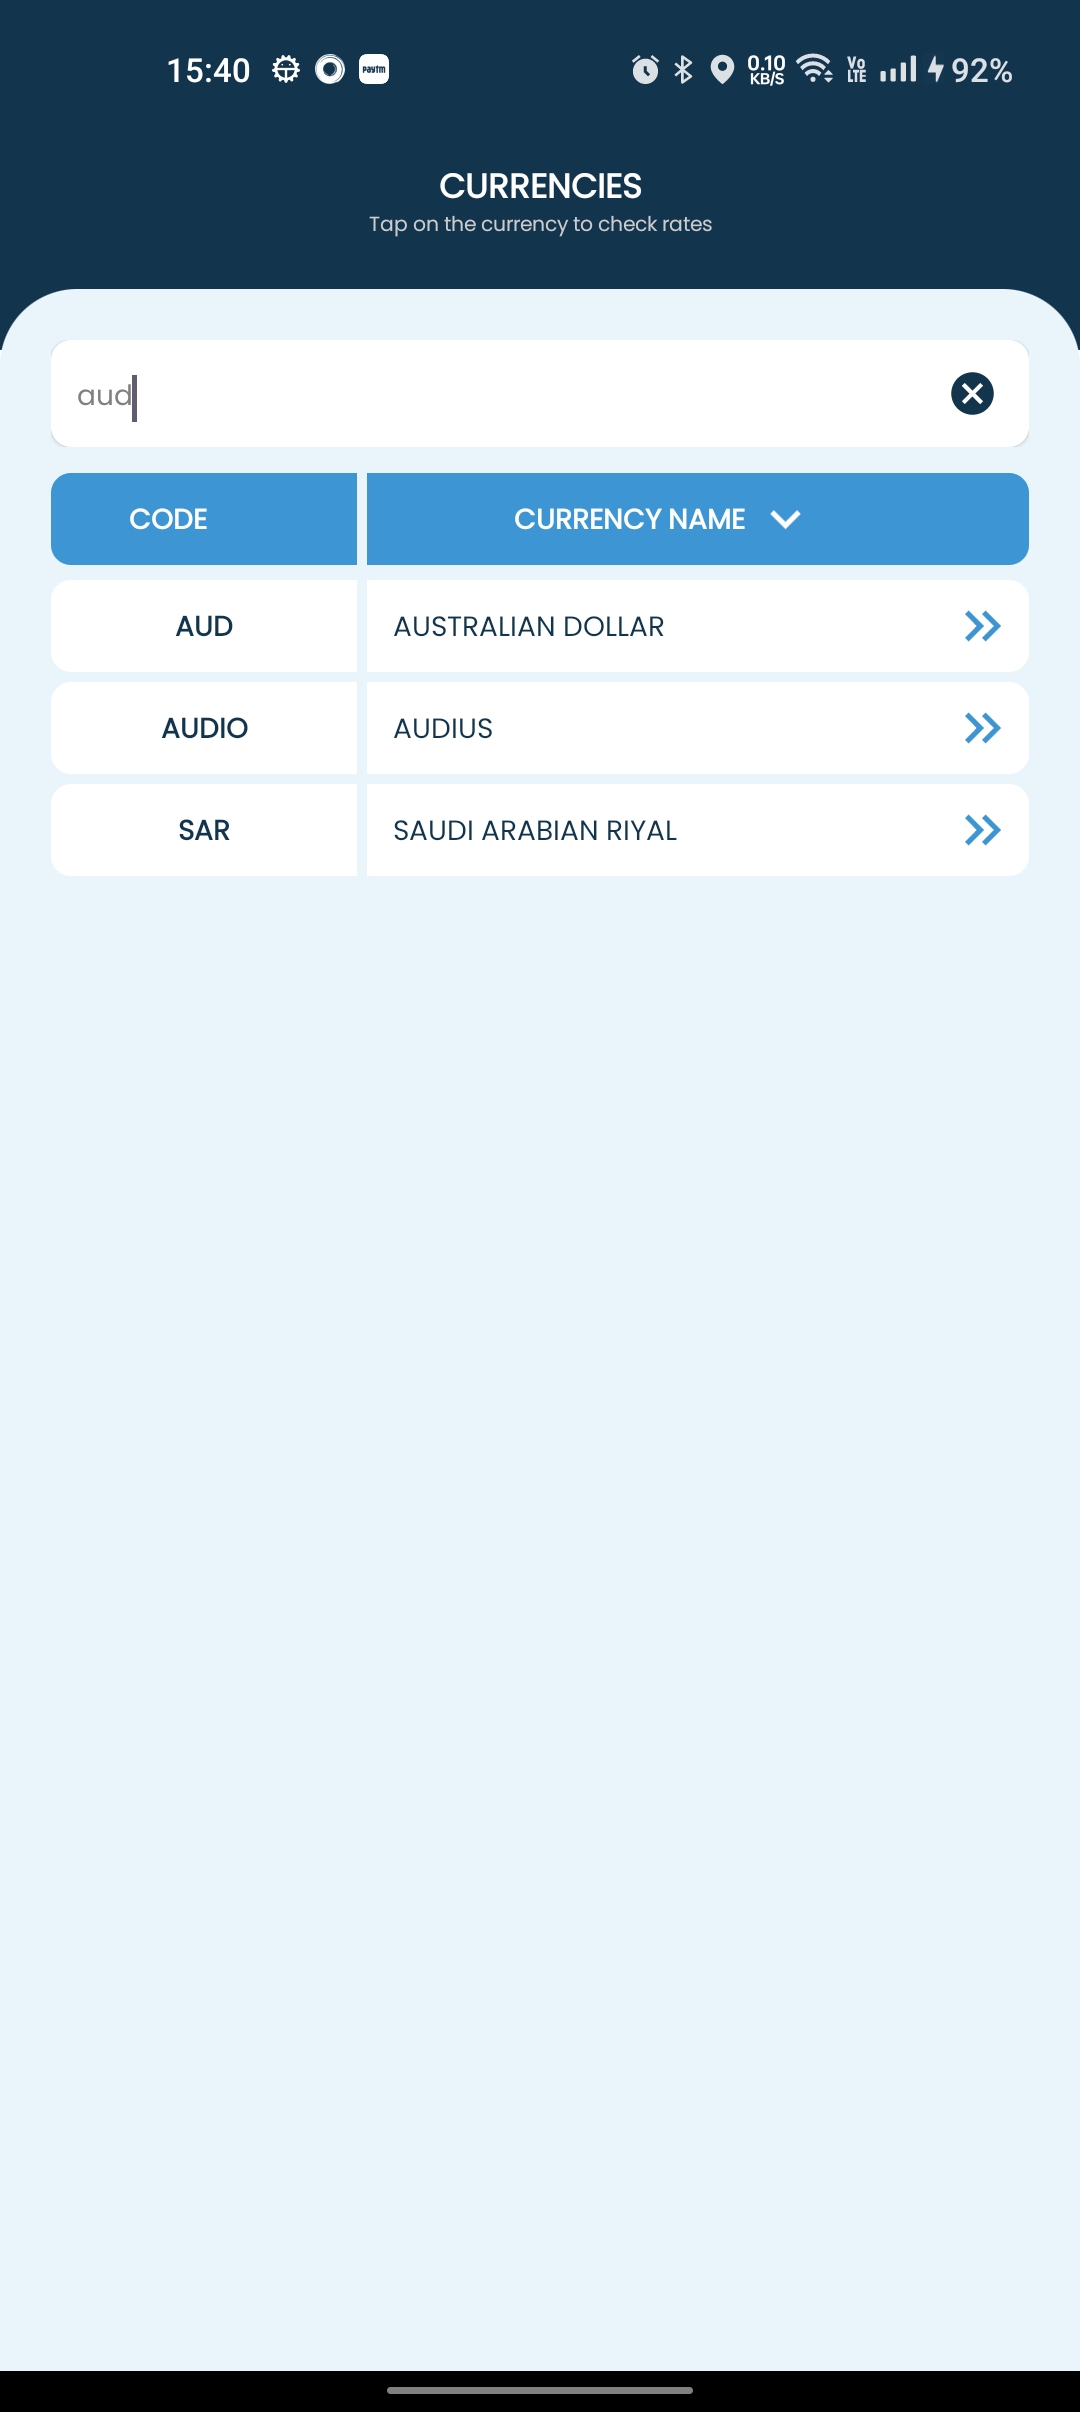 15:40 paytm 0.10 KB/S Vo LTE 92%
CURRENCIES
Tap on the currency to check rates
aud
CODE CURRENCY NAME
AUD AUSTRALIAN DOLLAR
AUDIO AUDIUS
SAR SAUDI ARABIAN RIYAL